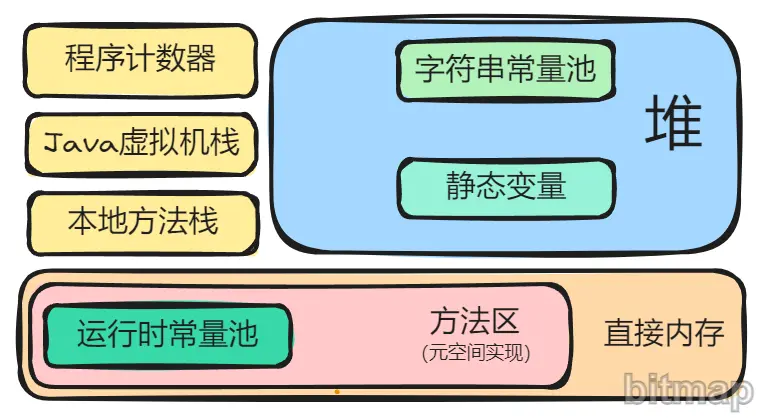 程序计数器
Java虚拟机栈
本地方法栈
字符串常量池
堆
静态变量
运行时常量池
方法区
(元空间实现)
直接内存
bitmap